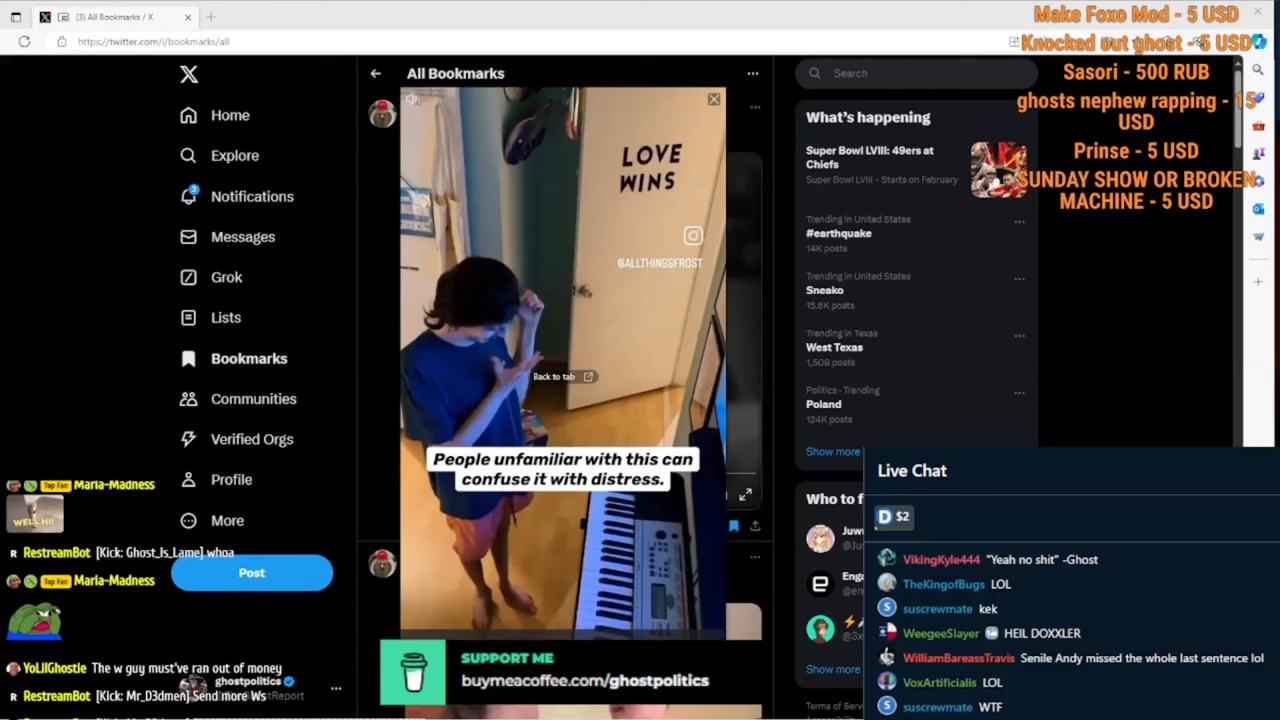 (3) All Bookmarks / X
https://twitter.com/i/bookmarks/all
Make Foxo Mod - 5 USD
Knocked out ghost - 5 USD
Sasori - 500 RUB
ghosts nephew rapping - 15
USD
Prinse - 5 USD
SUNDAY SHOW OR BROKEN
MACHINE - 5 USD
Home
Explore
3
Notifications
Messages
Grok
Lists
Bookmarks
Communities
Verified Orgs
Profile
More
Post
All Bookmarks
LOVE
WINS
@ALLTHINGSFROST
Back to tab
People unfamiliar with this can
confuse it with distress.
Search
What's happening
Super Bowl LVIII: 49ers at
Chiefs
Super Bowl LVIII · Starts on February
Trending in United States
#earthquake
14K posts
Trending in United States
Sneako
15.6K posts
Trending in Texas
West Texas
1,508 posts
Politics · Trending
Poland
124K posts
Show more
Who to f
Juw
@Ju
Eng
@en
@3x
Show more
Terms of
Live Chat
D $2
VikingKyle444 "Yeah no shit" -Ghost
TheKingofBugs LOL
S suscrewmate kek
WeegeeSlayer HEIL DOXXLER
WilliamBareassTravis Senile Andy missed the whole last sentence lol
VoxArtificialis LOL
S suscrewmate WTF
Top Fan Maria-Madness
WELL HI!
R RestreamBot [Kick: Ghost_Is_Lame] whoa
Top Fan Maria-Madness
YoLilGhostie The w guy must've ran out of money
ghostpolitics
R RestreamBot [Kick: Mr_D3dmen] Send more Ws
SUPPORT ME
buymeacoffee.com/ghostpolitics